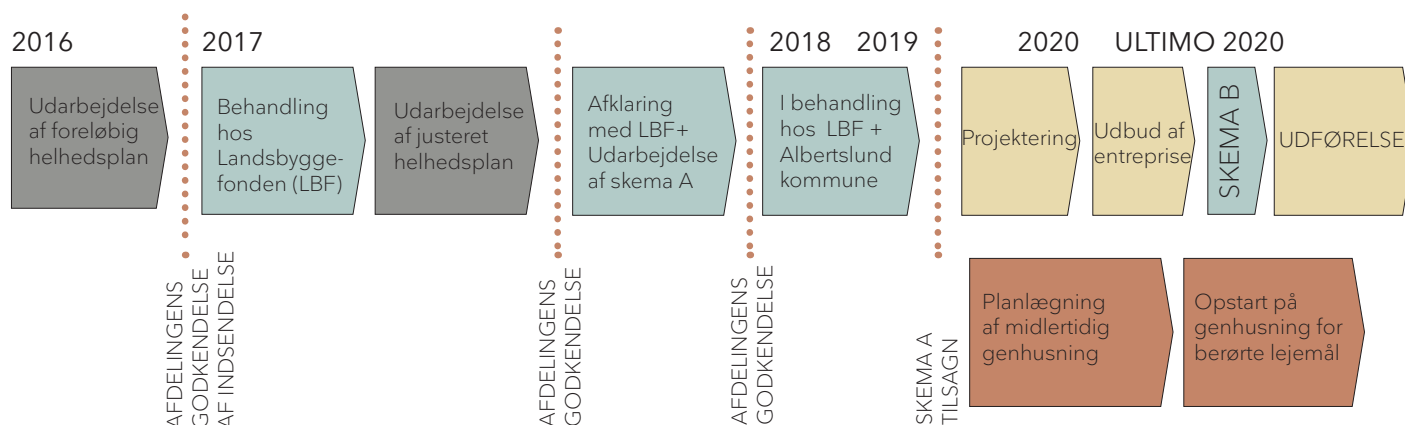 2016
2017
2018
2019
2020
ULTIMO 2020
Udarbejdelse
af foreløbig
helhedsplan
Behandling
hos
Landsbygge-
fonden (LBF)
Udarbejdelse
af justeret
helhedsplan
Afklaring
med LBF+
Udarbejdelse
af skema A
I behandling
hos LBF +
Albertslund
kommune
Projektering
Udbud af
entreprise
SKEMA B
UDFØRELSE
AFDELINGENS
GODKENDELSE
AF INDSENDELSE
AFDELINGENS
GODKENDELSE
AFDELINGENS
GODKENDELSE
SKEMA A
TILSAGN
Planlægning
af midlertidig
genhusning
Opstart på
genhusning for
berørte lejemål